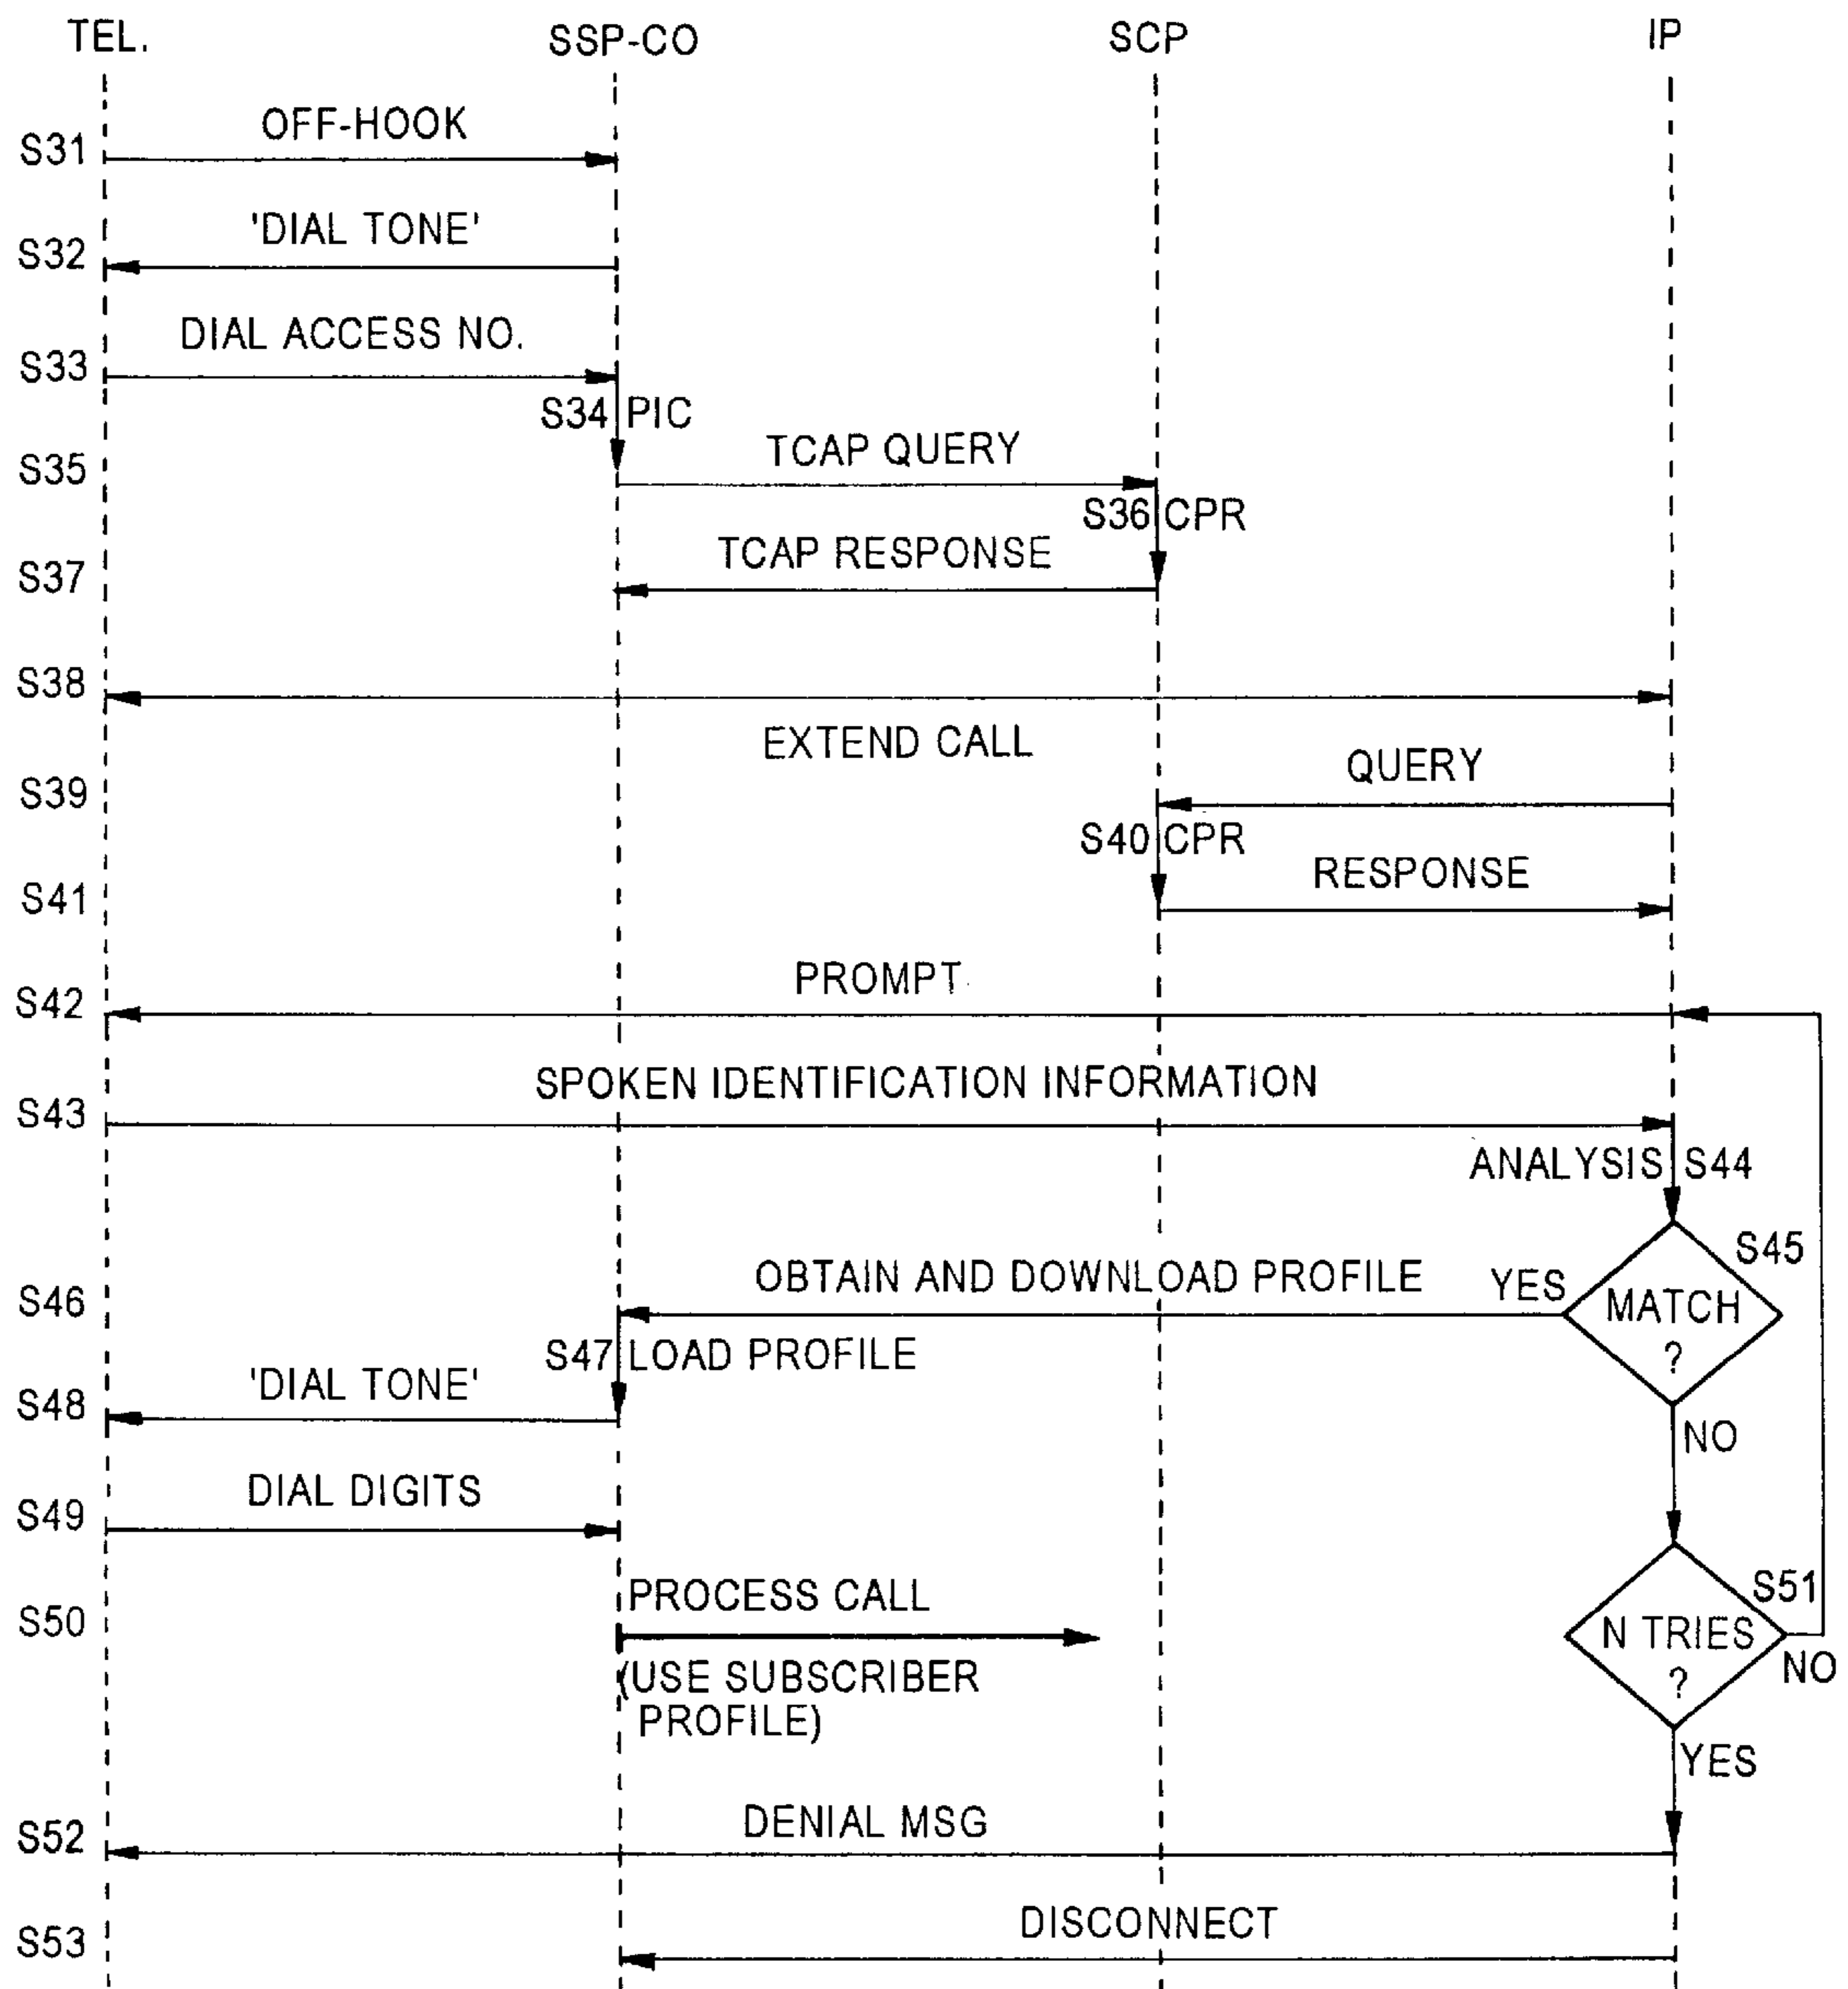 TEL. SSP-CO SCP IP
OFF-HOOK
S31
'DIAL TONE'
S32
DIAL ACCESS NO.
S33
S34 PIC
TCAP QUERY
S35
S36 CPR
TCAP RESPONSE
S37
S38
EXTEND CALL
QUERY
S39
S40 CPR
RESPONSE
S41
PROMPT
S42
SPOKEN IDENTIFICATION INFORMATION
S43
ANALYSIS S44
S45
OBTAIN AND DOWNLOAD PROFILE YES
S46
MATCH
?
S47 LOAD PROFILE
'DIAL TONE'
S48
NO
DIAL DIGITS
S49
S51
PROCESS CALL
S50
N TRIES
?
NO
(USE SUBSCRIBER
PROFILE)
YES
DENIAL MSG
S52
DISCONNECT
S53